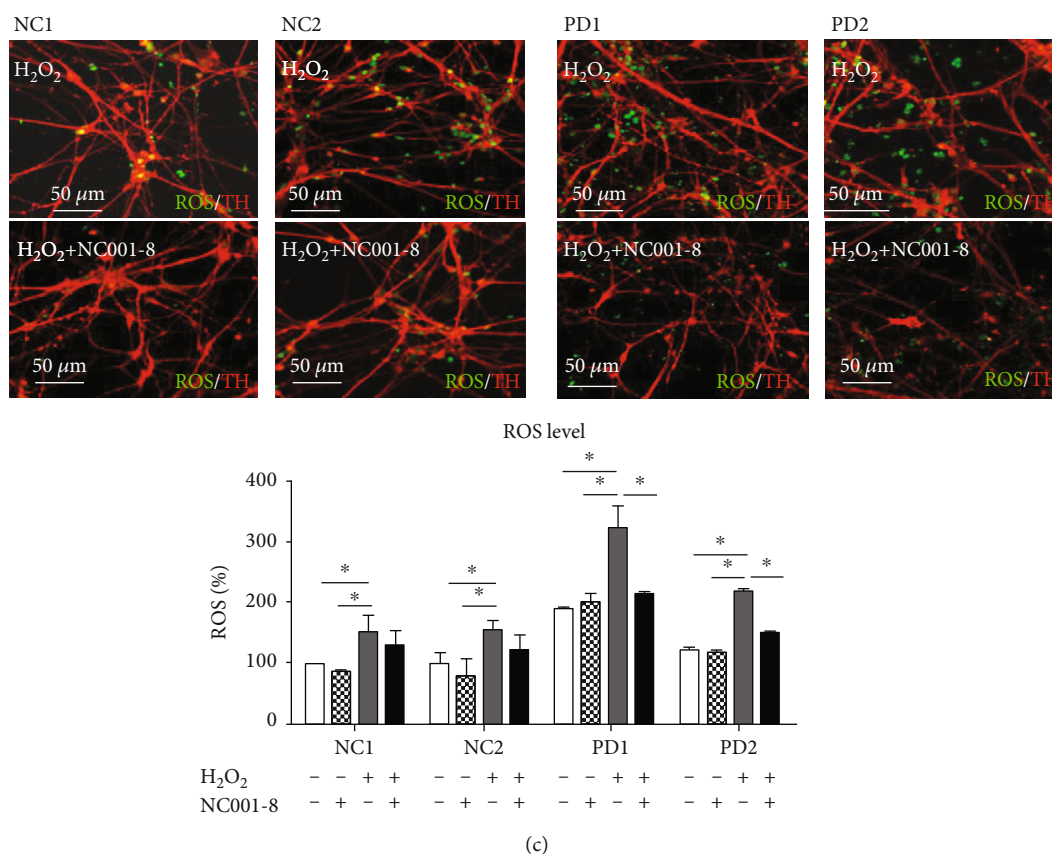 NC1 NC2 PD1 PD2
H₂O₂ H₂O₂ H₂O₂ H₂O₂
50 μm 50 μm 50 μm 50 μm
ROS/TH ROS/TH ROS/TH ROS/TH
H₂O₂+NC001-8 H₂O₂+NC001-8 H₂O₂+NC001-8 H₂O₂+NC001-8
50 μm 50 μm 50 μm 50 μm
ROS/TH ROS/TH ROS/TH ROS/TH
ROS level
ROS (%)
400
300
200
100
0
* * * * * * * * * *
NC1 NC2 PD1 PD2
H₂O₂ − − + + − − + + − − + + − − + +
NC001-8 − + − + − + − + − + − + − + − +
(c)